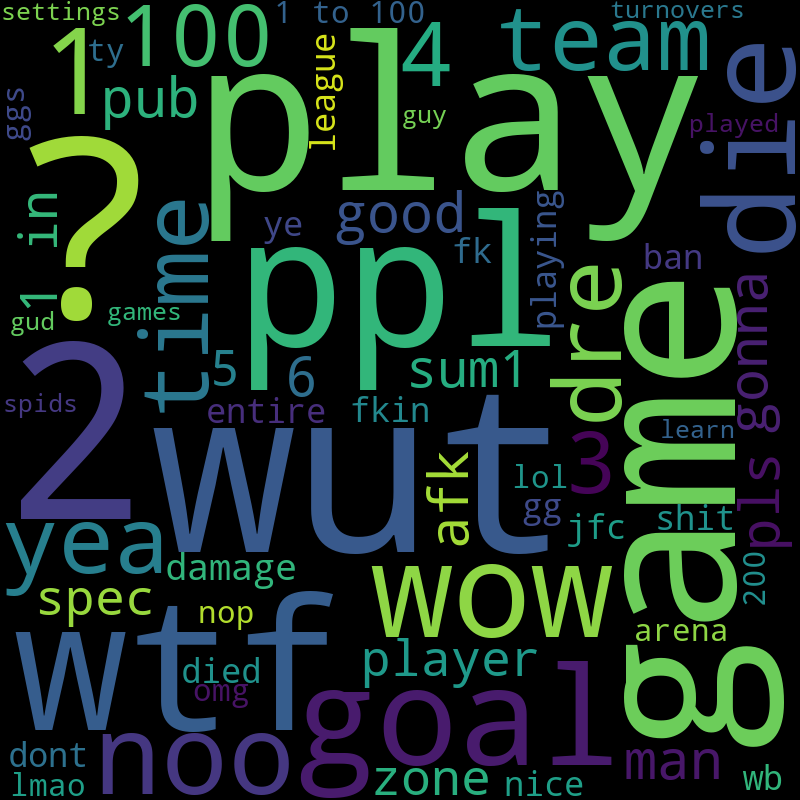 settings
1
100
1 to 100
turnovers
ty
pub
play
league
4
guy
team
die
played
ggs
?
1 in
time
ye
good
fk
playing
ban
gud
games
ppl
dre
game
gonna
2
5
6
sum1
spids
entire
fkin
wut
afk
lol
3
learn
pls
gg
jfc
shit
yea
damage
200
spec
nop
wow
arena
wtf
died
omg
player
goal
dont
noo
man
lmao
zone
nice
wb